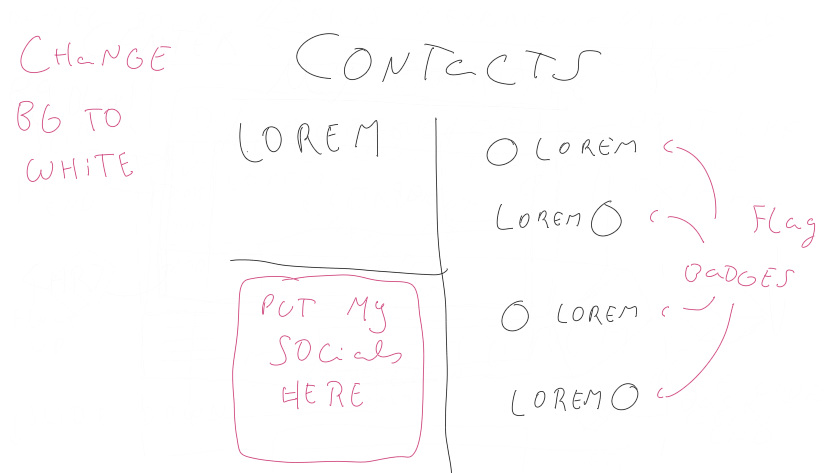 CHaNGE
BG TO
WHiTE
CONTaCTS
LOREM
PUT My
SOcials
HERE
LOREM
LOREM
LOREM
LOREM
Flag
BaDGES